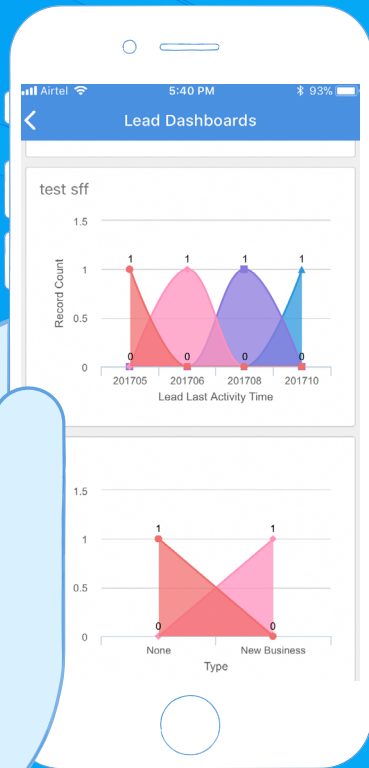 Airtel 5:40 PM 93%
Lead Dashboards
test sff
1.5
1 1 1 1
1
Record Count
0.5
0 0 0 0
0
201705 201706 201708 201710
Lead Last Activity Time
1.5
1 1
1
0.5
0 0
0
None New Business
Type